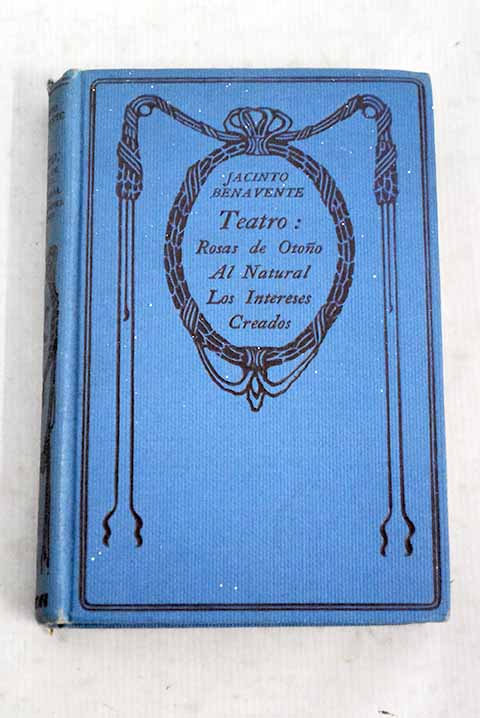 JACINTO
BENAVENTE
Teatro:
Rosas de Otoño
Al Natural
Los Intereses
Creados